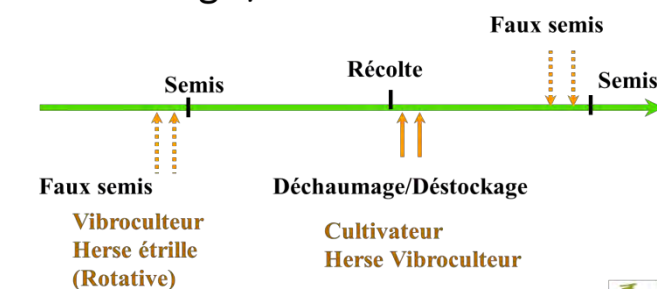 Faux semis
Semis
Récolte
Semis
Faux semis
Déchaumage/Déstockage
Vibroculteur
Herse étrille
(Rotative)
Cultivateur
Herse Vibroculteur